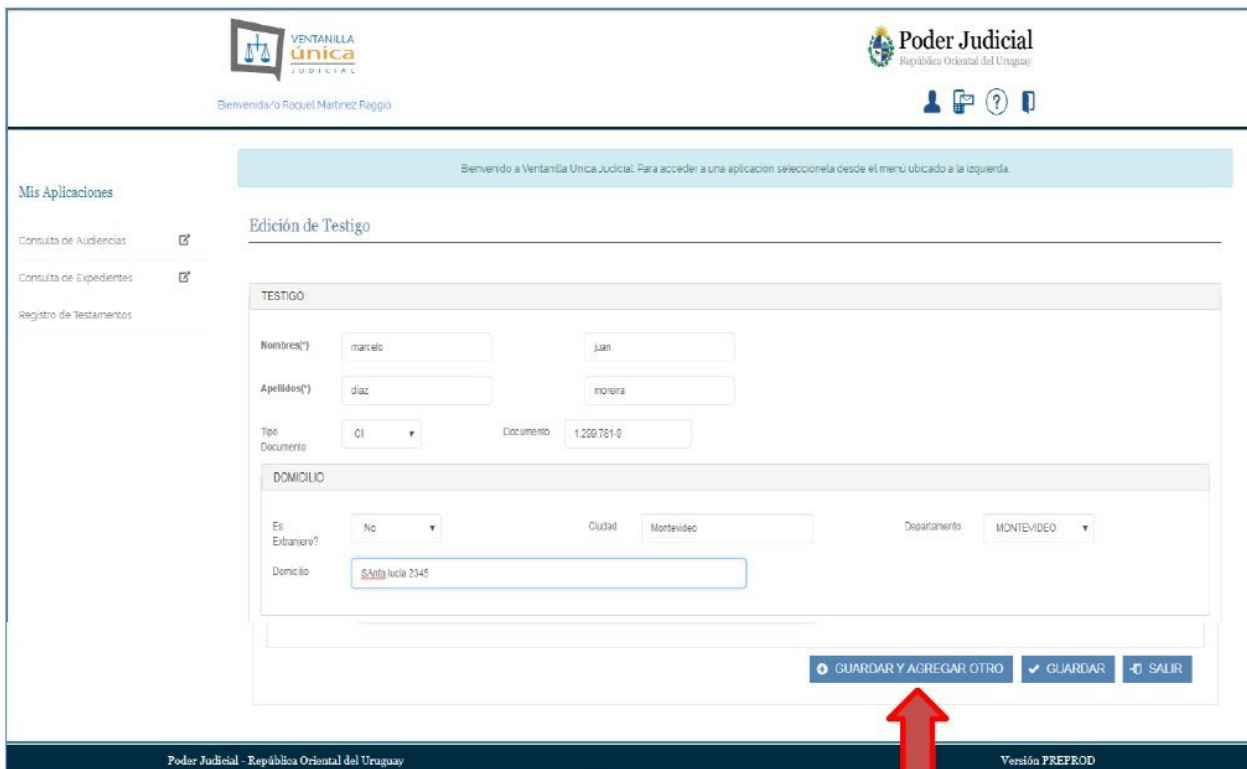 VENTANILLA
única
JUDICIAL
Poder Judicial
República Oriental del Uruguay
Bienvenida/o Raquel Martinez Raggio
Bienvenido a Ventanilla Única Judicial. Para acceder a una aplicación selecciónela desde el menú ubicado a la izquierda.
Mis Aplicaciones
Consulta de Audiencias
Consulta de Expedientes
Registro de Testamentos
Edición de Testigo
TESTIGO
Nombres(*) marcelo juan
Apellidos(*) diaz moreira
Tipo Documento CI Documento 1.299.781-9
DOMICILIO
Es Extranjero? No Ciudad Montevideo Departamento MONTEVIDEO
Domicilio SAnta lucia 2345
GUARDAR Y AGREGAR OTRO GUARDAR SALIR
Poder Judicial - República Oriental del Uruguay Versión PREPROD